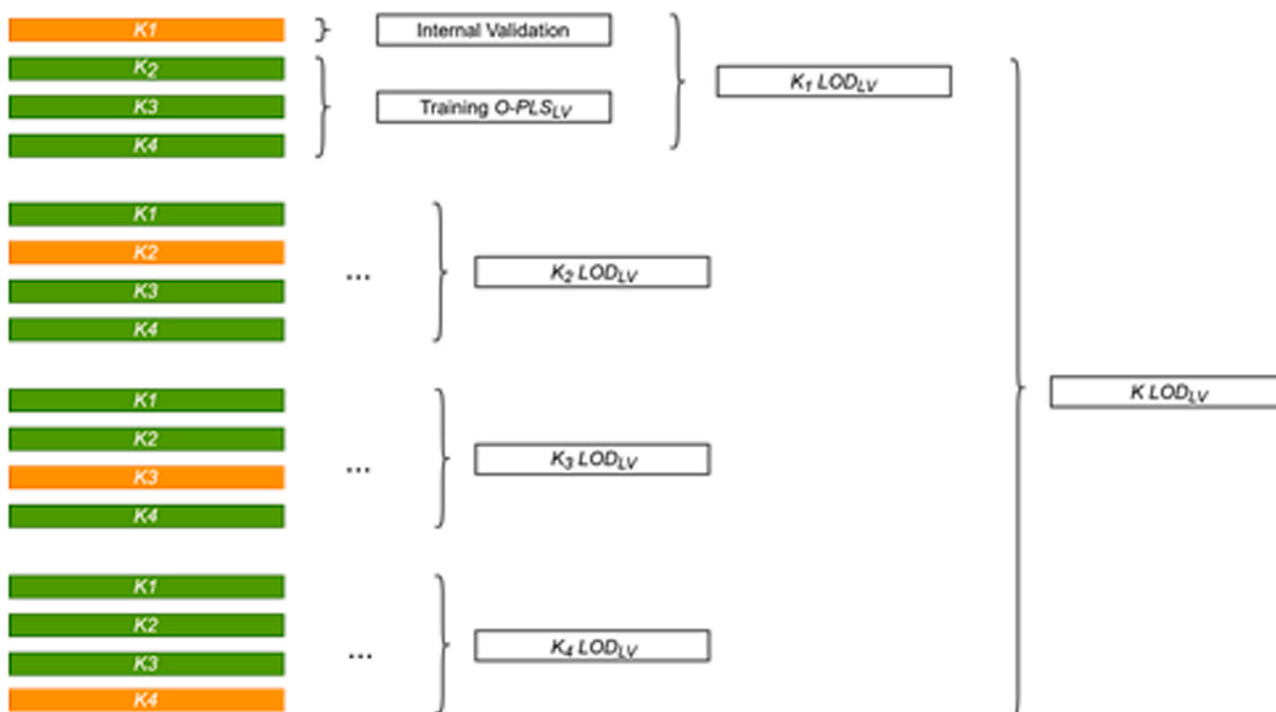 K1
Internal Validation
K2
K1 LODLV
K3
Training O-PLSLV
K4
K1
K2
...
K2 LODLV
K3
K4
K1
K LODLV
K2
K3
...
K3 LODLV
K4
K1
K2
...
K4 LODLV
K3
K4